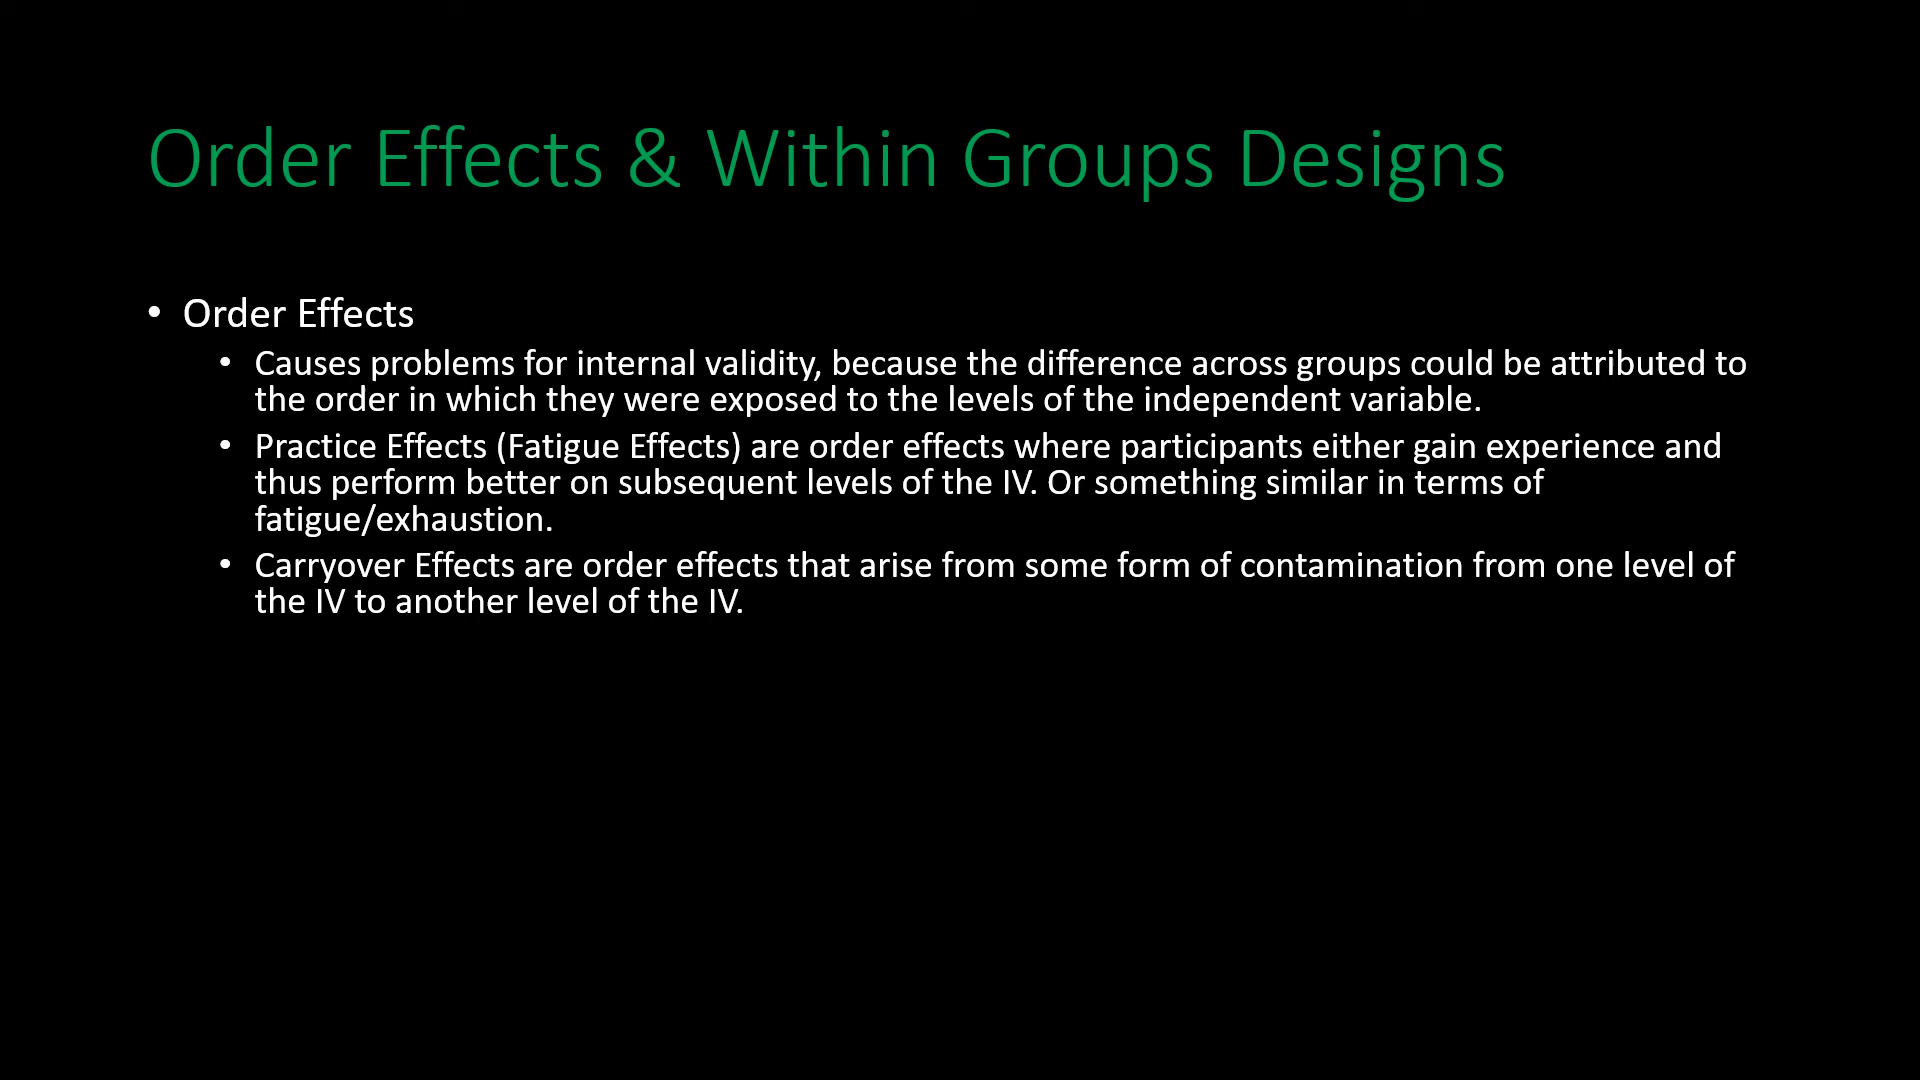 Order Effects & Within Groups Designs
• Order Effects
• Causes problems for internal validity, because the difference across groups could be attributed to
the order in which they were exposed to the levels of the independent variable.
• Practice Effects (Fatigue Effects) are order effects where participants either gain experience and
thus perform better on subsequent levels of the IV. Or something similar in terms of
fatigue/exhaustion.
• Carryover Effects are order effects that arise from some form of contamination from one level of
the IV to another level of the IV.